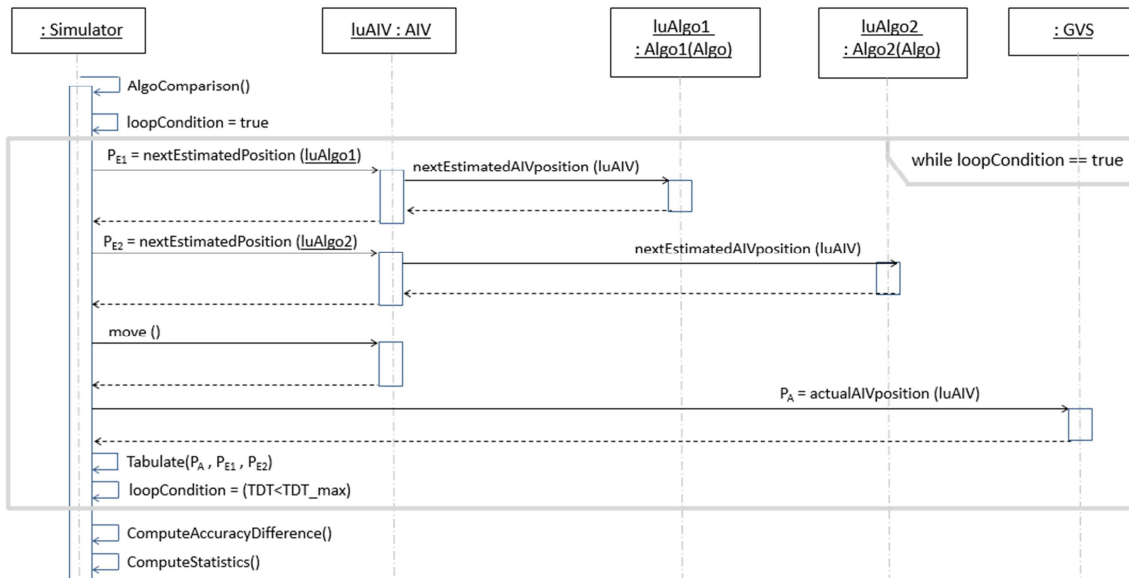 : Simulator
luAIV : AIV
luAlgo1
: Algo1(Algo)
luAlgo2
: Algo2(Algo)
: GVS
AlgoComparison()
loopCondition = true
while loopCondition == true
PE1 = nextEstimatedPosition (luAlgo1)
nextEstimatedAIVposition (luAIV)
PE2 = nextEstimatedPosition (luAlgo2)
nextEstimatedAIVposition (luAIV)
move ()
PA = actualAIVposition (luAIV)
Tabulate(PA , PE1 , PE2)
loopCondition = (TDT<TDT_max)
ComputeAccuracyDifference()
ComputeStatistics()